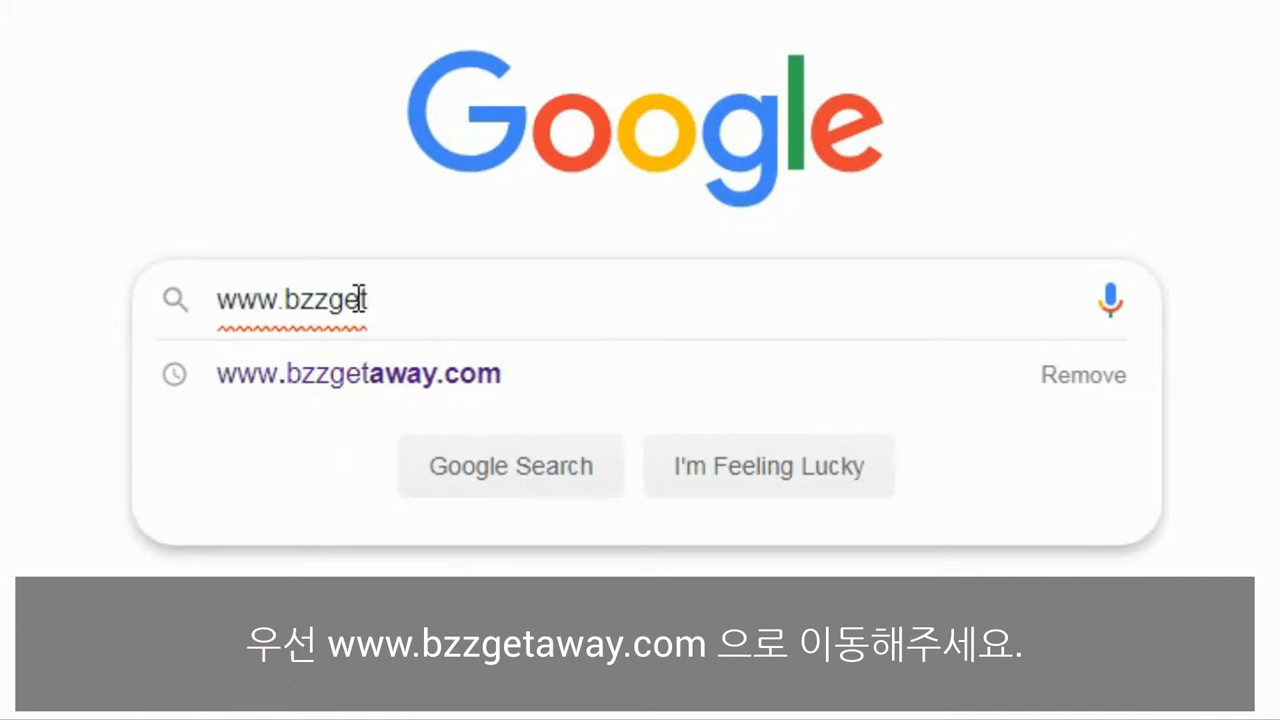 Google
www.bzzget
www.bzzgetaway.com
Remove
Google Search
I'm Feeling Lucky
우선 www.bzzgetaway.com 으로 이동해주세요.